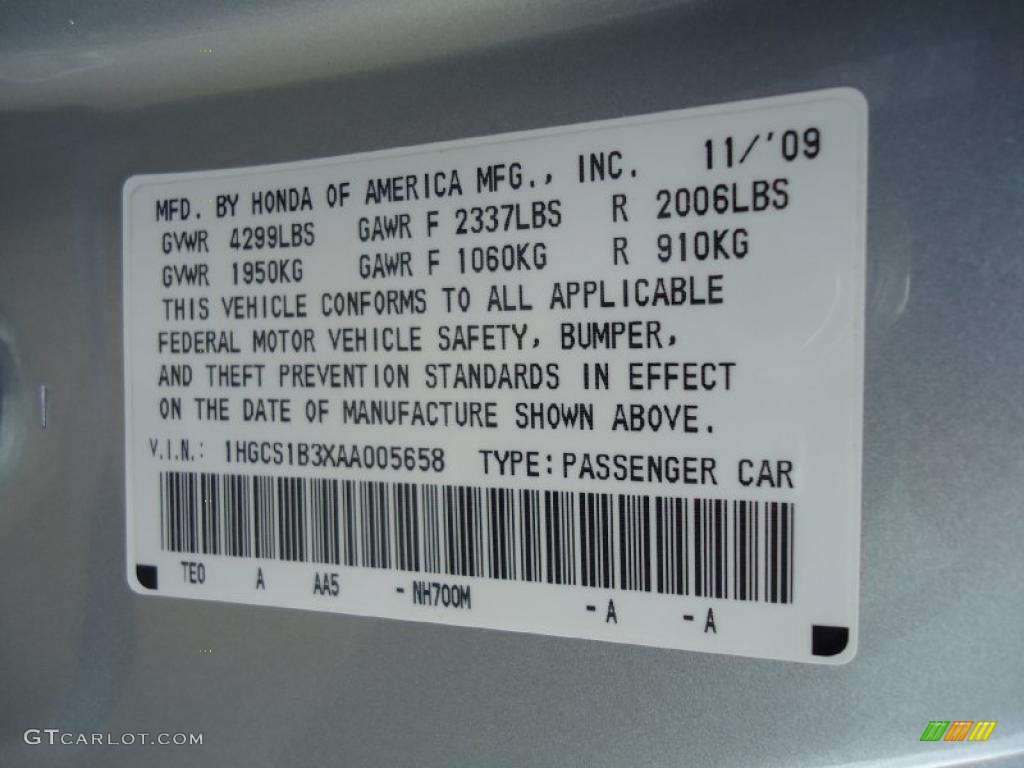 MFD. BY HONDA OF AMERICA MFG., INC. 11/'09
GVWR 4299LBS GAWR F 2337LBS R 2006LBS
GVWR 1950KG GAWR F 1060KG R 910KG
THIS VEHICLE CONFORMS TO ALL APPLICABLE
FEDERAL MOTOR VEHICLE SAFETY, BUMPER,
AND THEFT PREVENTION STANDARDS IN EFFECT
ON THE DATE OF MANUFACTURE SHOWN ABOVE.
V.I.N.: 1HGCS1B3XAA005658 TYPE: PASSENGER CAR
TE0 A AA5 - NH700M - A - A
GTCARLOT.COM